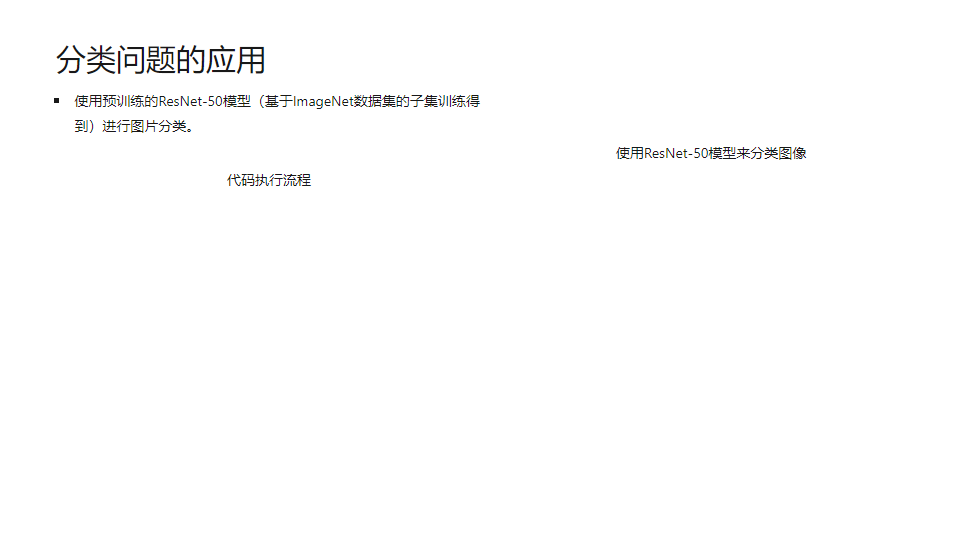 分类问题的应用
使用预训练的ResNet-50模型（基于ImageNet数据集的子集训练得
到）进行图片分类。
使用ResNet-50模型来分类图像
代码执行流程